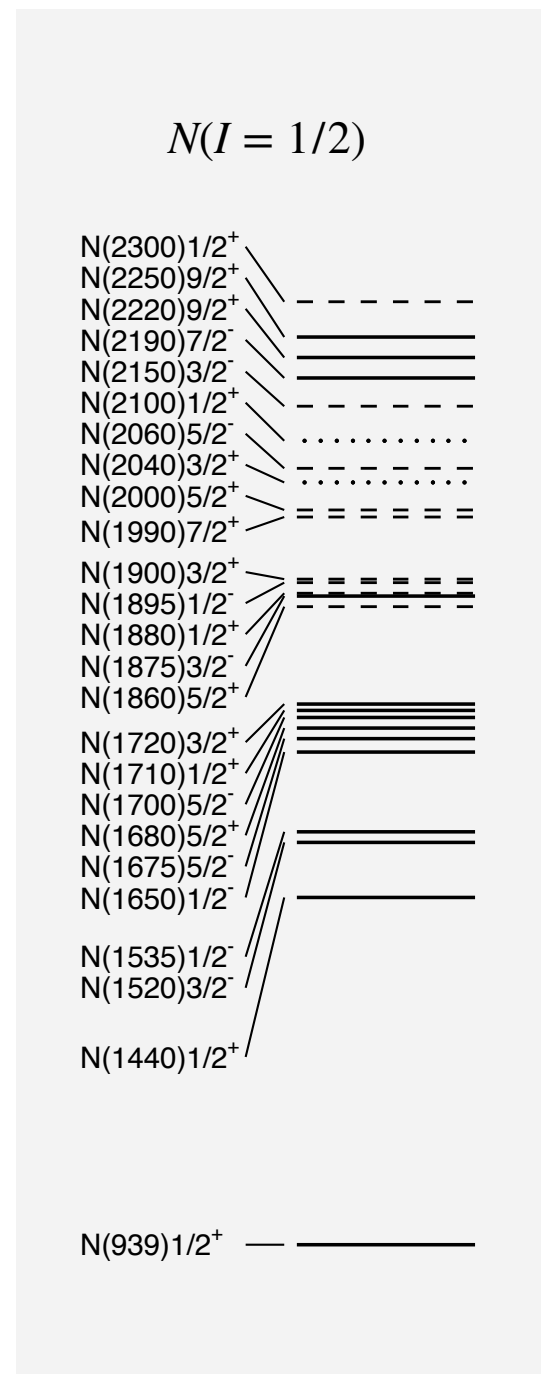 N(I = 1/2)
N(2300)1/2⁺
N(2250)9/2⁺
N(2220)9/2⁺
N(2190)7/2⁻
N(2150)3/2⁻
N(2100)1/2⁺
N(2060)5/2⁻
N(2040)3/2⁺
N(2000)5/2⁺
N(1990)7/2⁺
N(1900)3/2⁺
N(1895)1/2⁻
N(1880)1/2⁺
N(1875)3/2⁻
N(1860)5/2⁺
N(1720)3/2⁺
N(1710)1/2⁺
N(1700)5/2⁻
N(1680)5/2⁺
N(1675)5/2⁻
N(1650)1/2⁻
N(1535)1/2⁻
N(1520)3/2⁻
N(1440)1/2⁺
N(939)1/2⁺